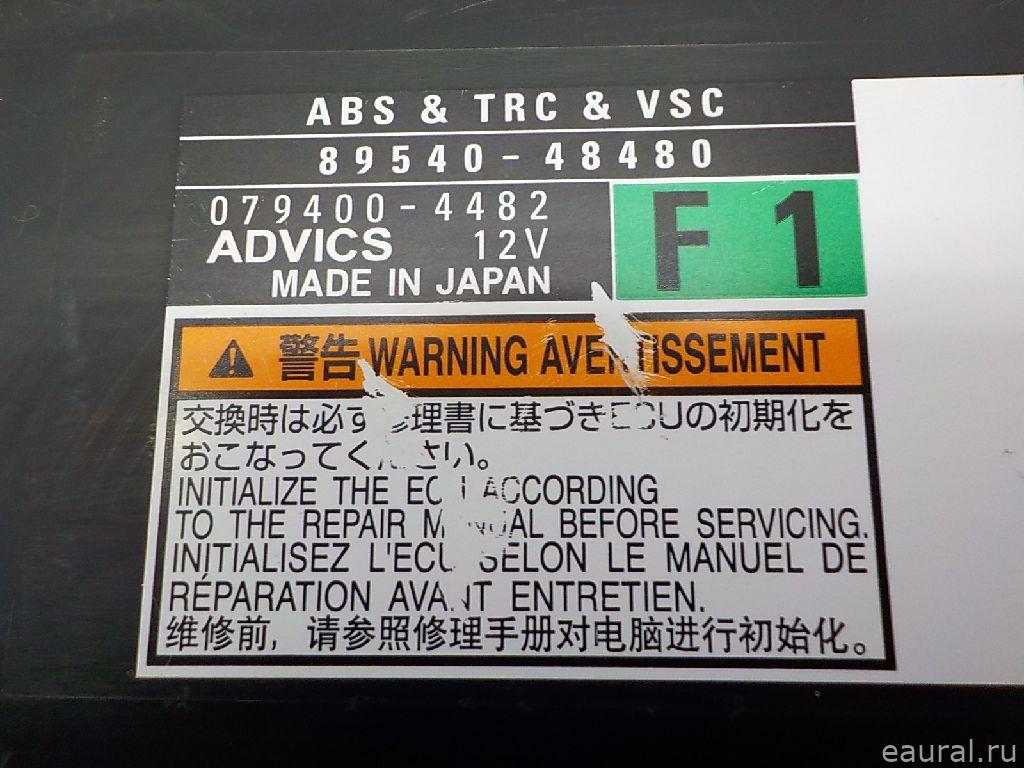 ABS & TRC & VSC
89540-48480
079400-4482
ADVICS 12V
MADE IN JAPAN
F1
警告 WARNING AVERTISSEMENT
交換時は必ず修理書に基づきECUの初期化を
おこなってください。
INITIALIZE THE ECU ACCORDING
TO THE REPAIR MANUAL BEFORE SERVICING.
INITIALISEZ L'ECU SELON LE MANUEL DE
RÉPARATION AVANT ENTRETIEN.
维修前，请参照修理手册对电脑进行初始化。
eaural.ru